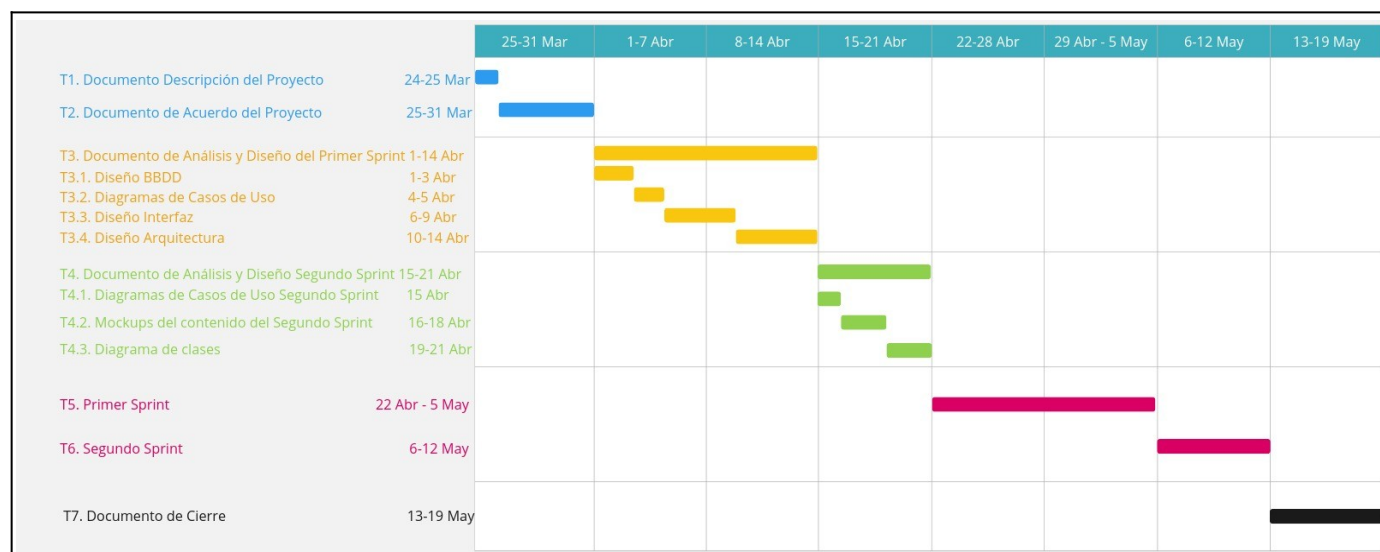 25-31 Mar 1-7 Abr 8-14 Abr 15-21 Abr 22-28 Abr 29 Abr - 5 May 6-12 May 13-19 May
T1. Documento Descripción del Proyecto 24-25 Mar
T2. Documento de Acuerdo del Proyecto 25-31 Mar
T3. Documento de Análisis y Diseño del Primer Sprint 1-14 Abr
T3.1. Diseño BBDD 1-3 Abr
T3.2. Diagramas de Casos de Uso 4-5 Abr
T3.3. Diseño Interfaz 6-9 Abr
T3.4. Diseño Arquitectura 10-14 Abr
T4. Documento de Análisis y Diseño Segundo Sprint 15-21 Abr
T4.1. Diagramas de Casos de Uso Segundo Sprint 15 Abr
T4.2. Mockups del contenido del Segundo Sprint 16-18 Abr
T4.3. Diagrama de clases 19-21 Abr
T5. Primer Sprint 22 Abr - 5 May
T6. Segundo Sprint 6-12 May
T7. Documento de Cierre 13-19 May